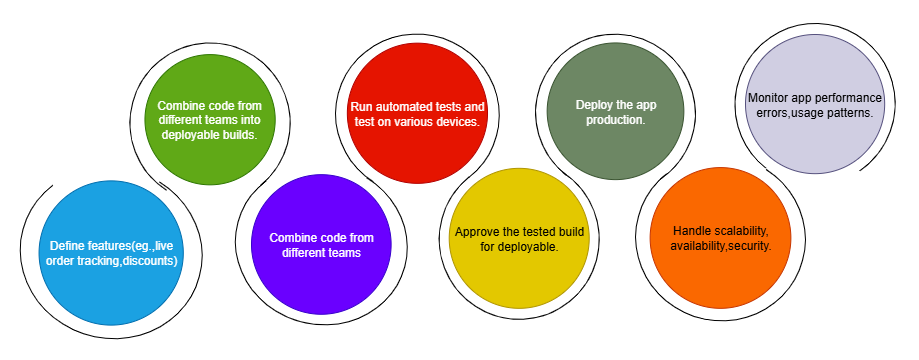 Define features(eg.,live
order tracking,discounts)
Combine code from
different teams into
deployable builds.
Combine code from
different teams
Run automated tests and
test on various devices.
Approve the tested build
for deployable.
Deploy the app
production.
Handle scalability,
availability,security.
Monitor app performance
errors,usage patterns.